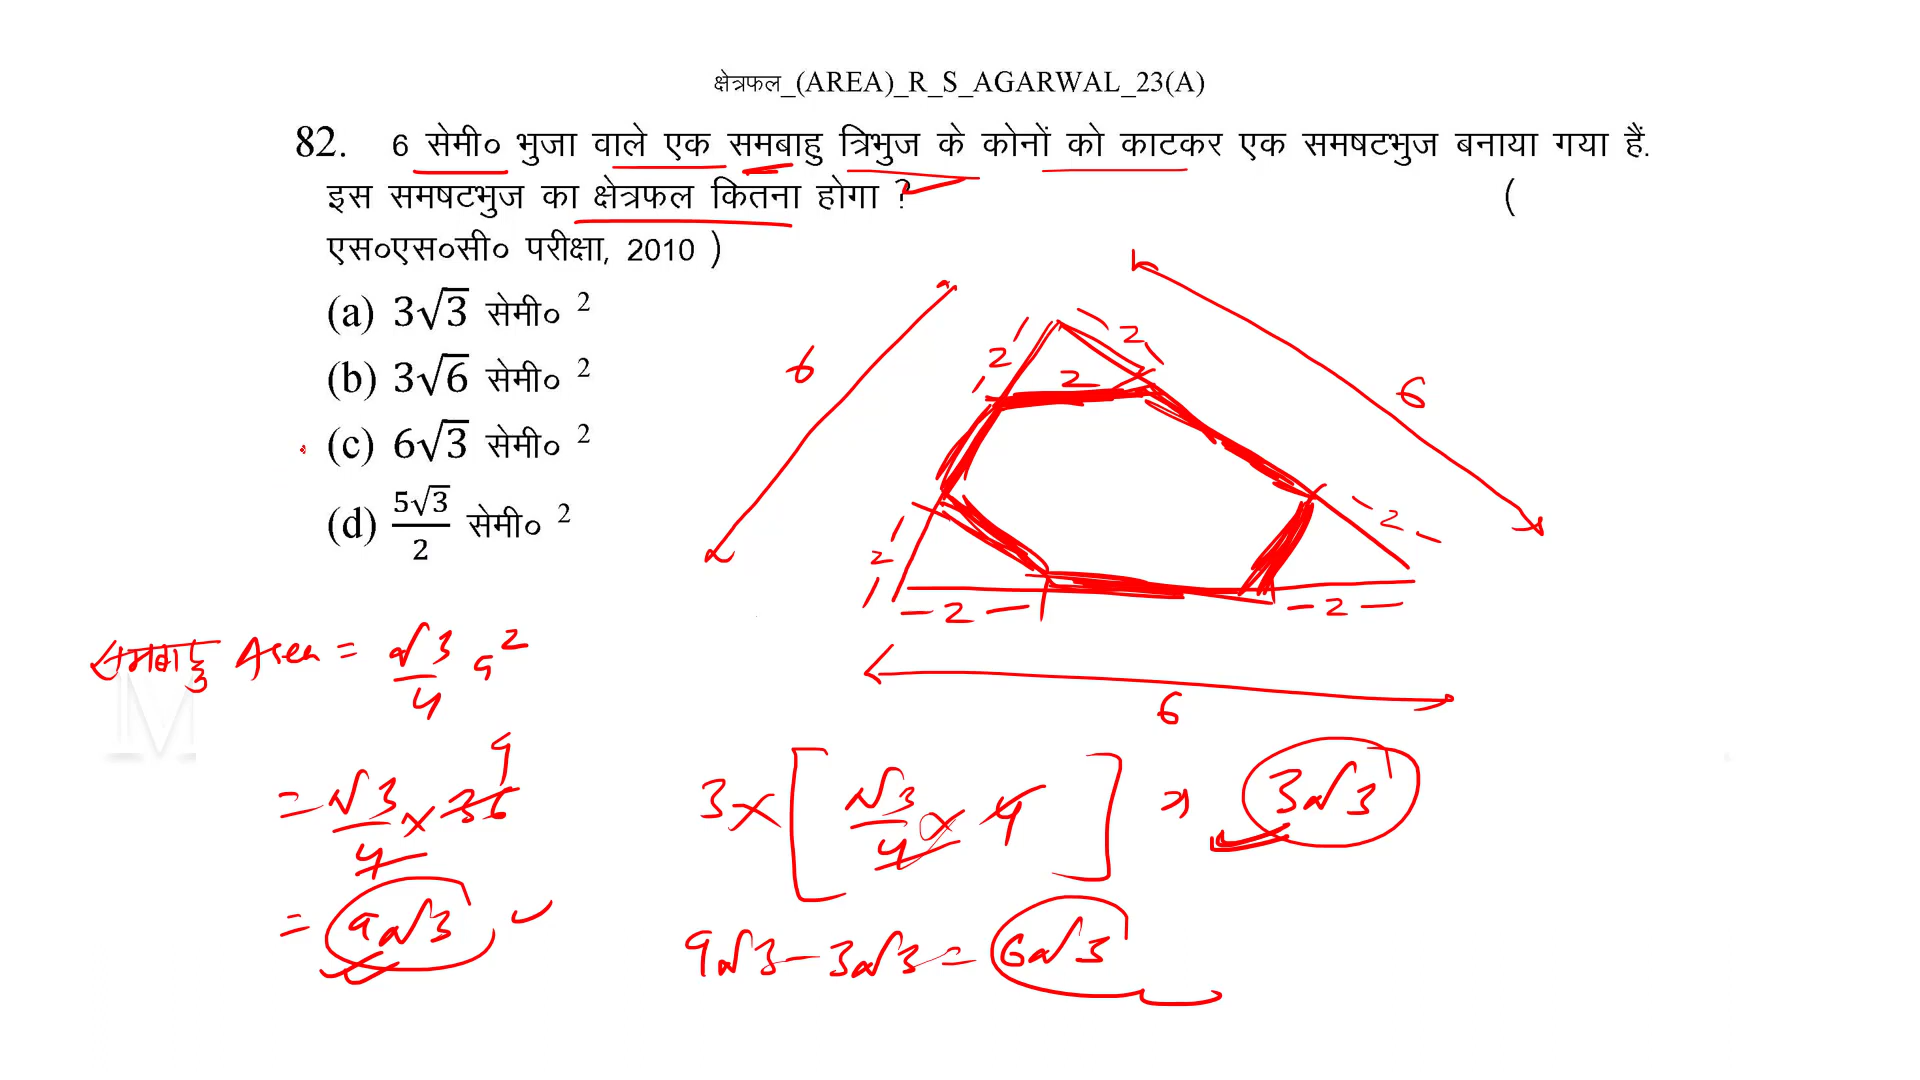 क्षेत्रफल_(AREA)_R_S_AGARWAL_23(A)
82. 6 सेमी० भुजा वाले एक समबाहु त्रिभुज के कोनों को काटकर एक समषटभुज बनाया गया हैं.
इस समषटभुज का क्षेत्रफल कितना होगा ? (
एस०एस०सी० परीक्षा, 2010 )
(a) 3√3 सेमी० ²
(b) 3√6 सेमी० ²
(c) 6√3 सेमी० ²
(d) 5√3/2 सेमी० ²
6
6
2
2
2
2
2
2
2
6
समबाहु Area = √3/4 a²
= √3/4 × 36 9
= 9√3
3 × [√3/4 × 4] ⇒ 3√3
9√3 - 3√3 = 6√3
M